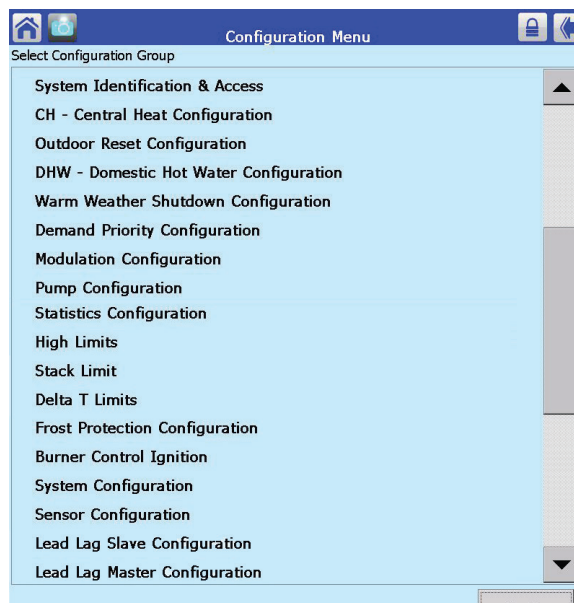 Configuration Menu
Select Configuration Group
System Identification & Access
CH - Central Heat Configuration
Outdoor Reset Configuration
DHW - Domestic Hot Water Configuration
Warm Weather Shutdown Configuration
Demand Priority Configuration
Modulation Configuration
Pump Configuration
Statistics Configuration
High Limits
Stack Limit
Delta T Limits
Frost Protection Configuration
Burner Control Ignition
System Configuration
Sensor Configuration
Lead Lag Slave Configuration
Lead Lag Master Configuration